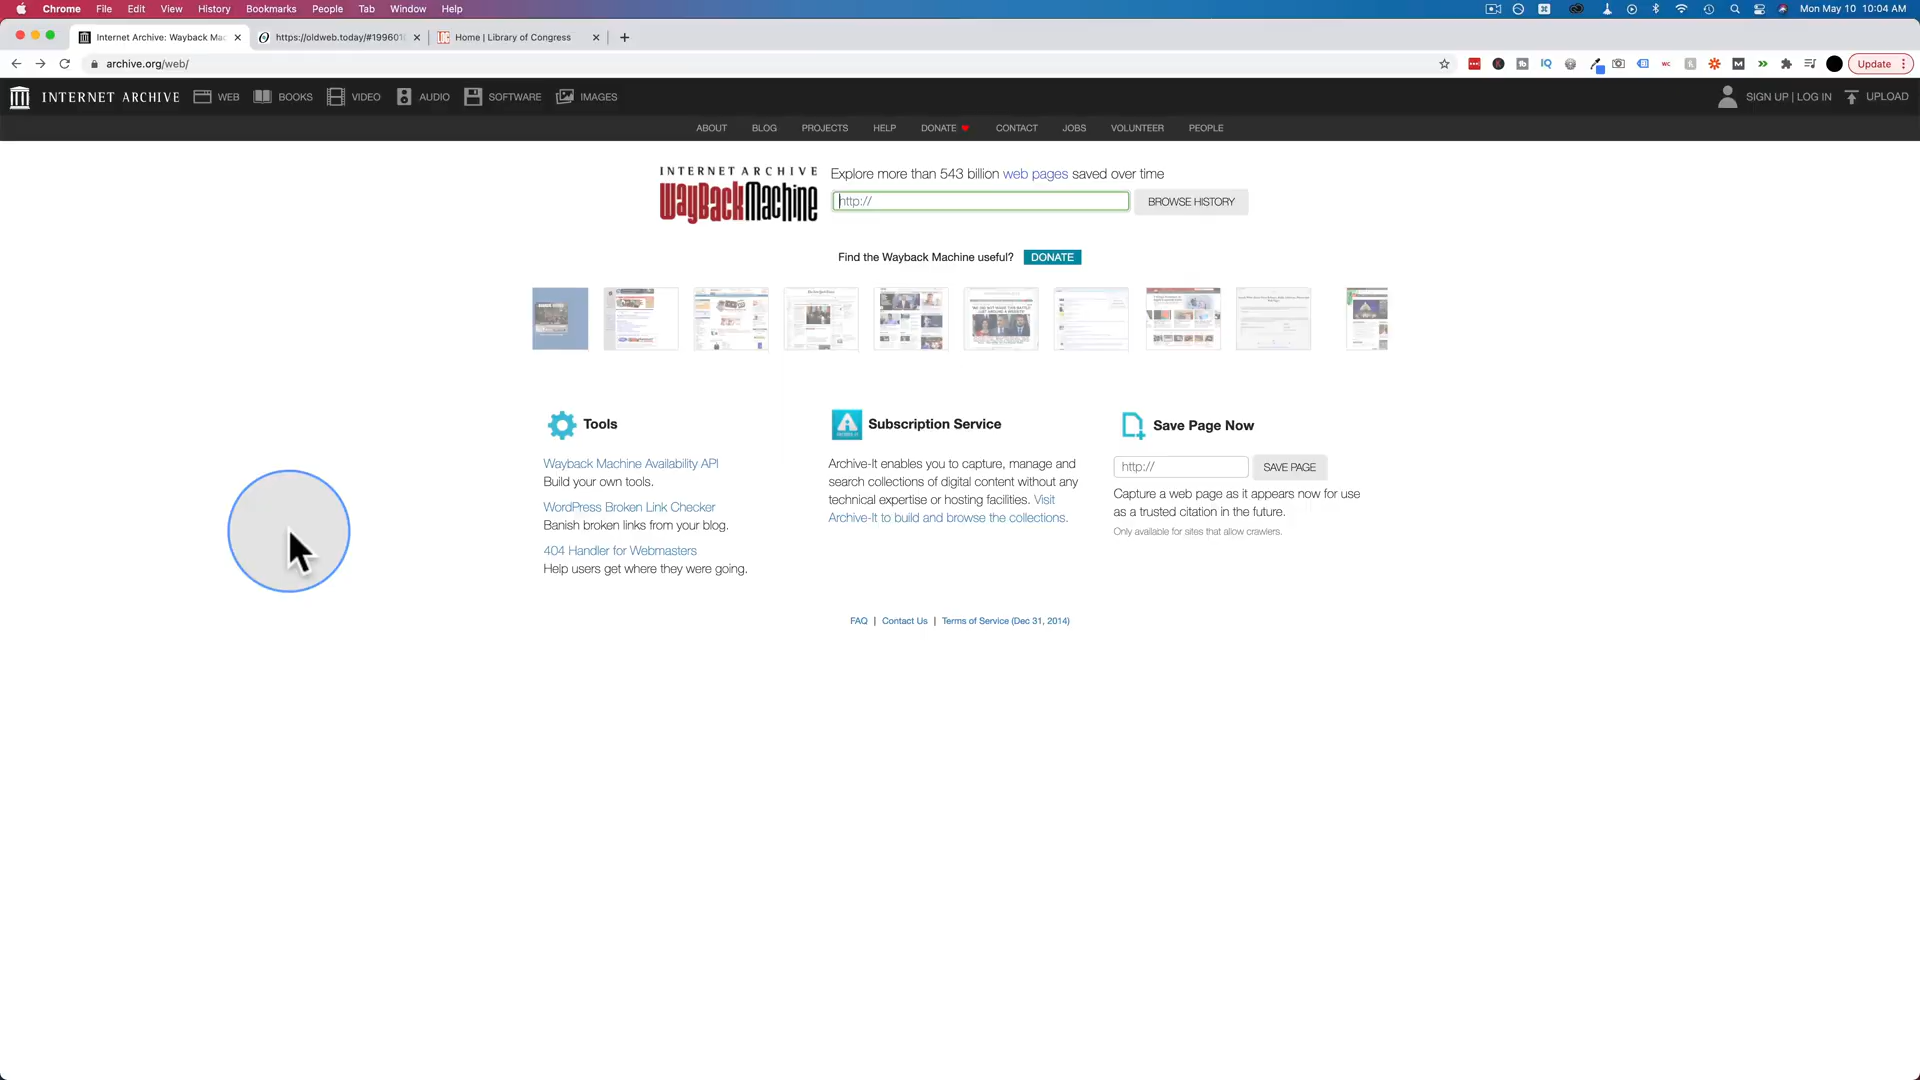 Chrome File Edit View History Bookmarks People Tab Window Help Mon May 10 10:04 AM
Internet Archive: Wayback Mac https://oldweb.today/#19960 Home | Library of Congress
archive.org/web/ Update
INTERNET ARCHIVE WEB BOOKS VIDEO AUDIO SOFTWARE IMAGES SIGN UP | LOG IN UPLOAD
ABOUT BLOG PROJECTS HELP DONATE CONTACT JOBS VOLUNTEER PEOPLE
INTERNET ARCHIVE
WayBackMachine
Explore more than 543 billion web pages saved over time
http:// BROWSE HISTORY
Find the Wayback Machine useful? DONATE
Tools
Wayback Machine Availability API
Build your own tools.
WordPress Broken Link Checker
Banish broken links from your blog.
404 Handler for Webmasters
Help users get where they were going.
Subscription Service
Archive-It enables you to capture, manage and
search collections of digital content without any
technical expertise or hosting facilities. Visit
Archive-It to build and browse the collections.
Save Page Now
http:// SAVE PAGE
Capture a web page as it appears now for use
as a trusted citation in the future.
Only available for sites that allow crawlers.
FAQ | Contact Us | Terms of Service (Dec 31, 2014)